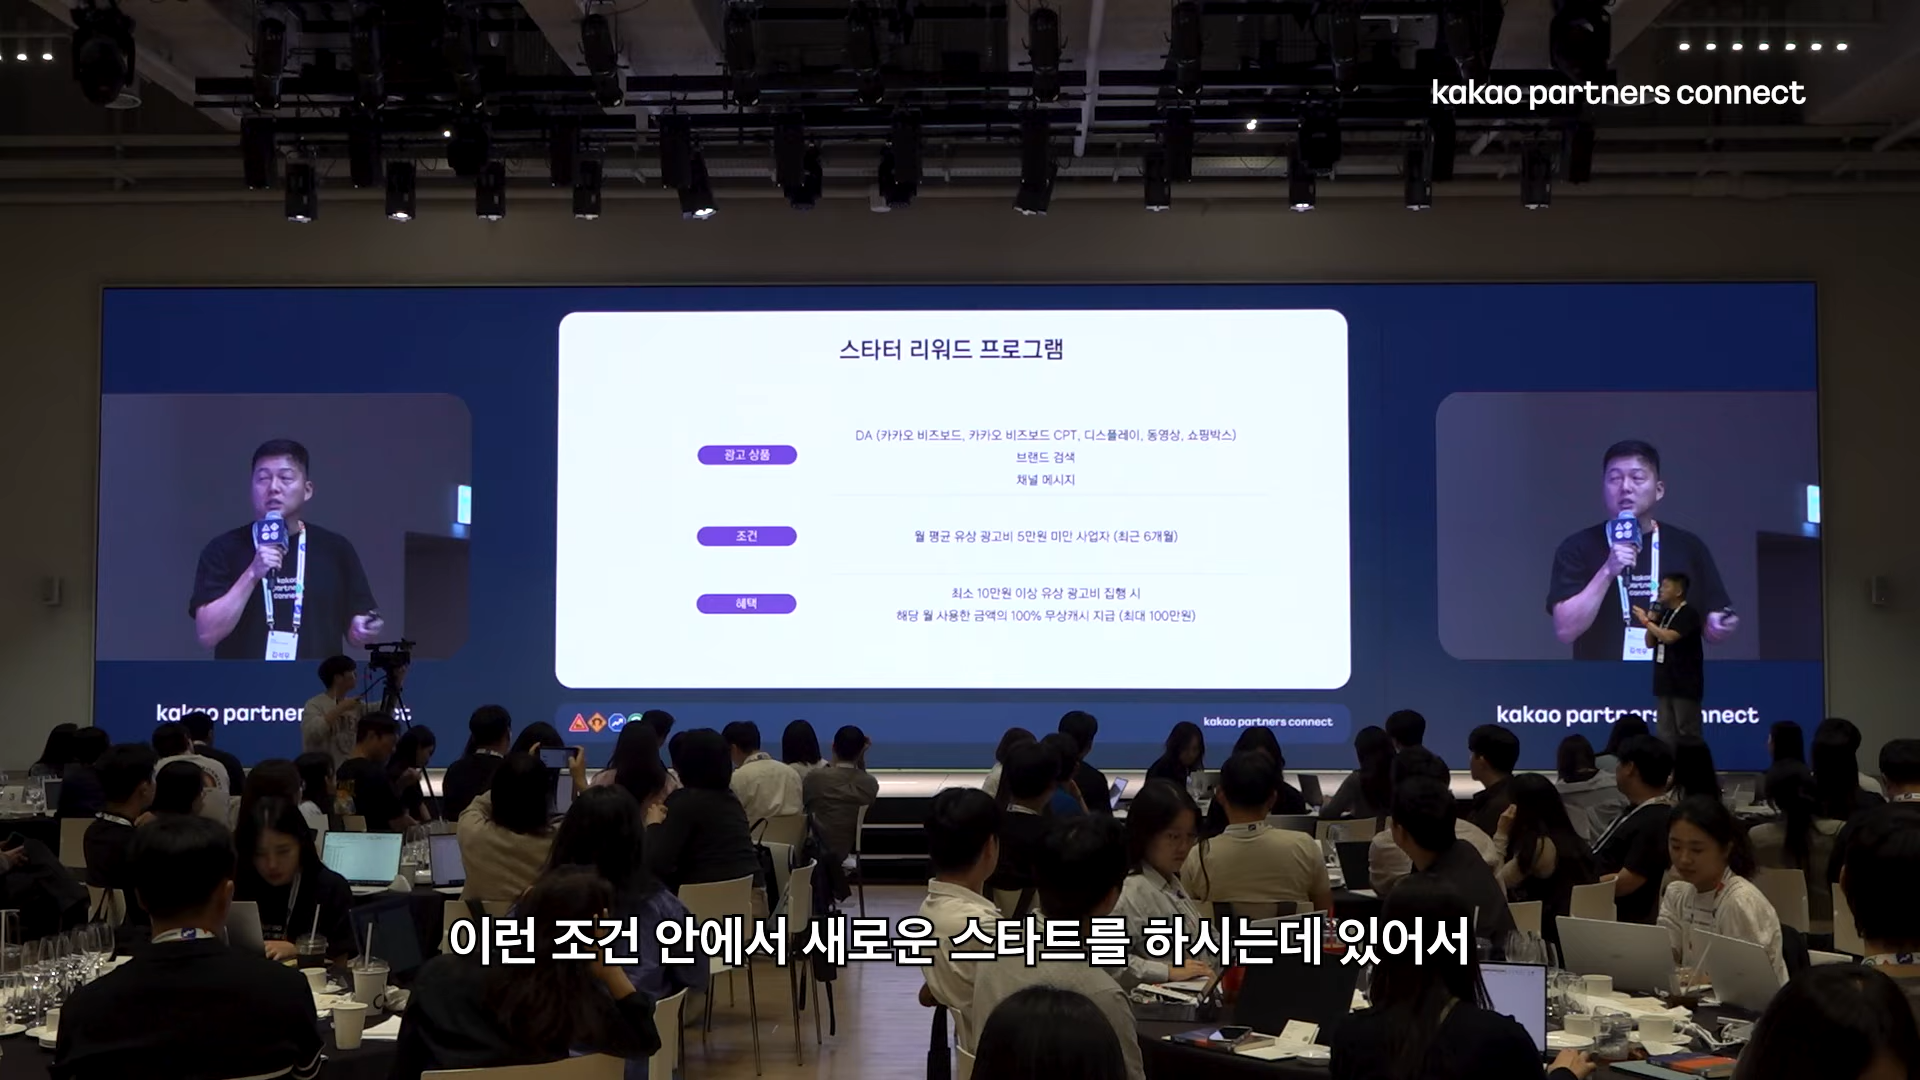 kakao partners connect
스타터 리워드 프로그램
광고 상품
DA (카카오 비즈보드, 카카오 비즈보드 CPT, 디스플레이, 동영상, 쇼핑박스)
브랜드 검색
채널 메시지
조건
월 평균 유상 광고비 5만원 미만 사업자 (최근 6개월)
혜택
최소 10만원 이상 유상 광고비 집행 시
해당 월 사용한 금액의 100% 무상캐시 지급 (최대 100만원)
kakao partners connect
kakao partners connect
kakao partners connect
이런 조건 안에서 새로운 스타트를 하시는데 있어서